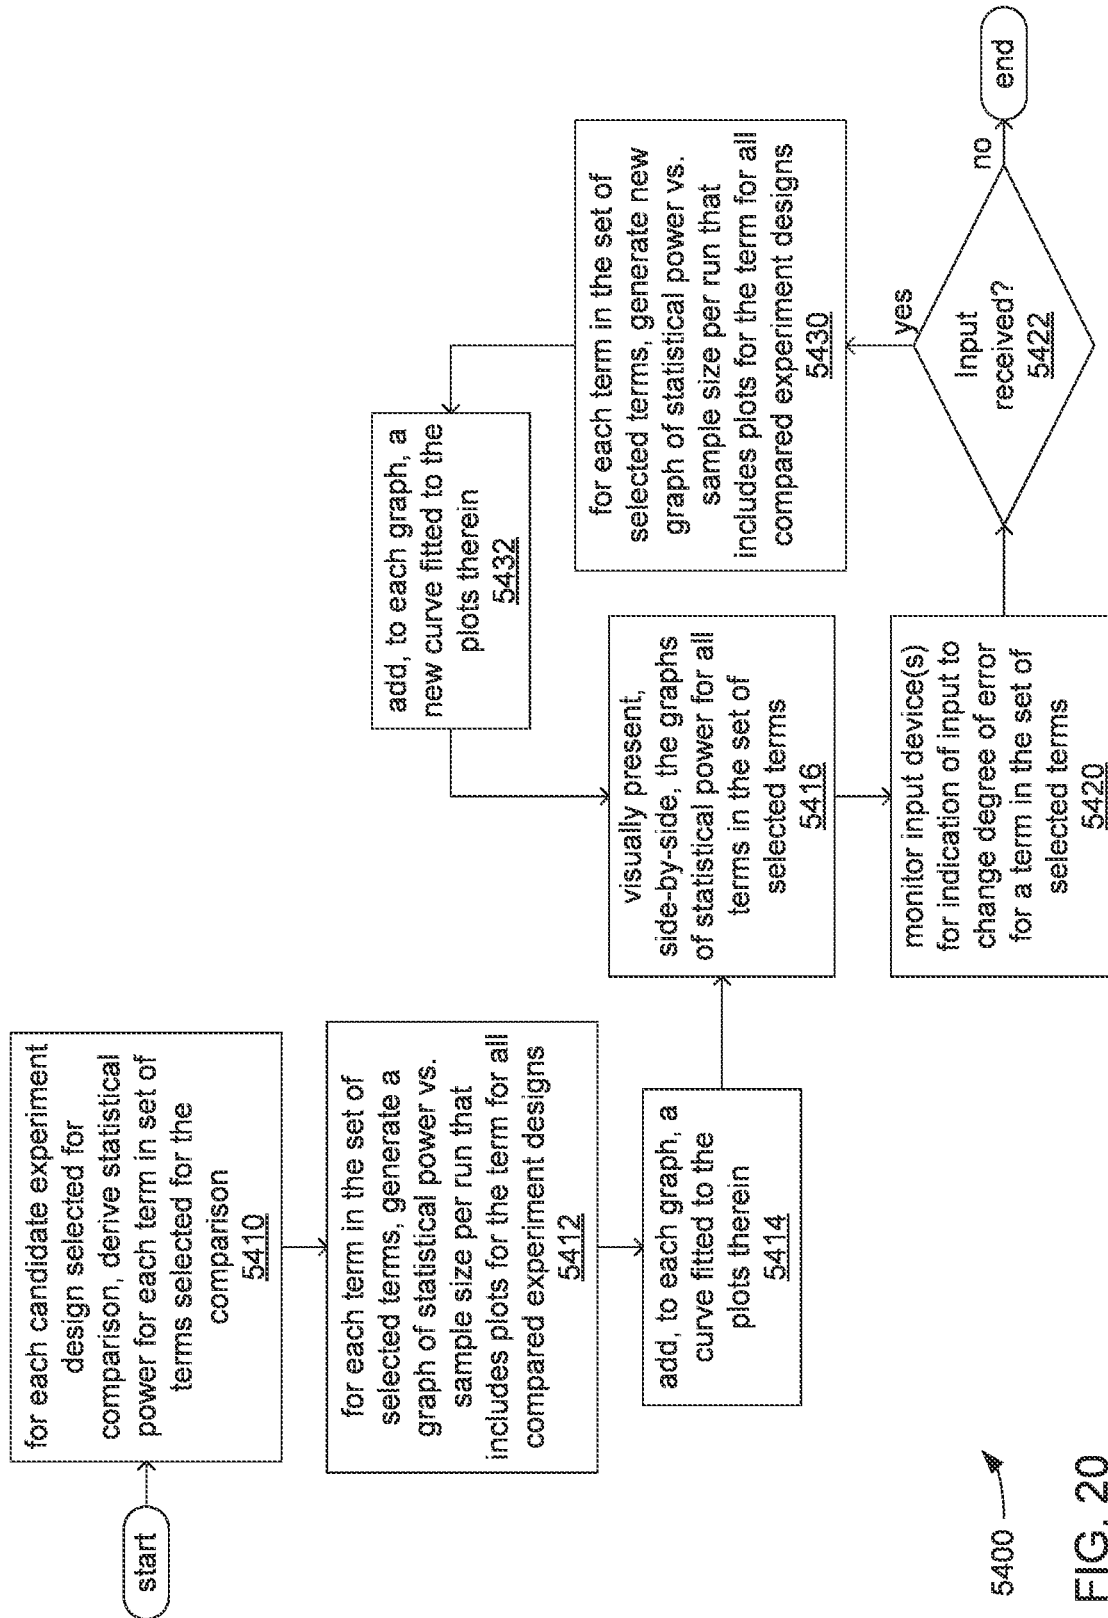 start
for each candidate experiment
design selected for
comparison, derive statistical
power for each term in set of
terms selected for the
comparison
5410
for each term in the set of
selected terms, generate a
graph of statistical power vs.
sample size per run that
includes plots for the term for all
compared experiment designs
5412
add, to each graph, a
curve fitted to the
plots therein
5414
visually present,
side-by-side, the graphs
of statistical power for all
terms in the set of
selected terms
5416
monitor input device(s)
for indication of input to
change degree of error
for a term in the set of
selected terms
5420
Input
received?
5422
yes
no
end
for each term in the set of
selected terms, generate new
graph of statistical power vs.
sample size per run that
includes plots for the term for all
compared experiment designs
5430
add, to each graph, a
new curve fitted to the
plots therein
5432
5400
FIG. 20